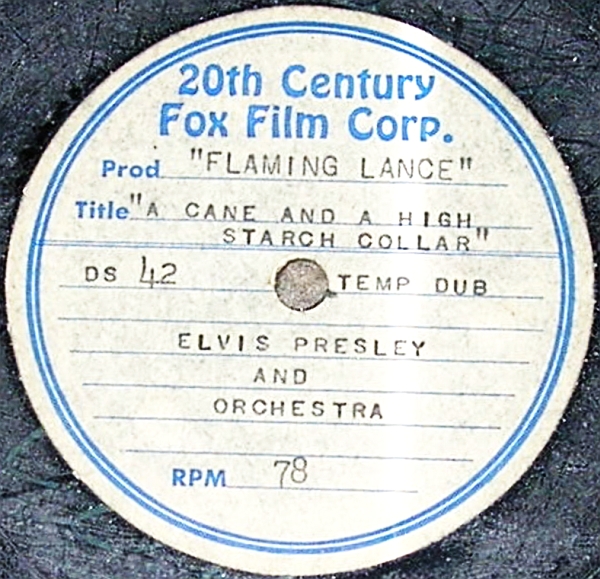 20th Century
Fox Film Corp.
Prod "FLAMING LANCE"
Title "A CANE AND A HIGH
STARCH COLLAR"
DS 42 TEMP DUB
ELVIS PRESLEY
AND
ORCHESTRA
RPM 78